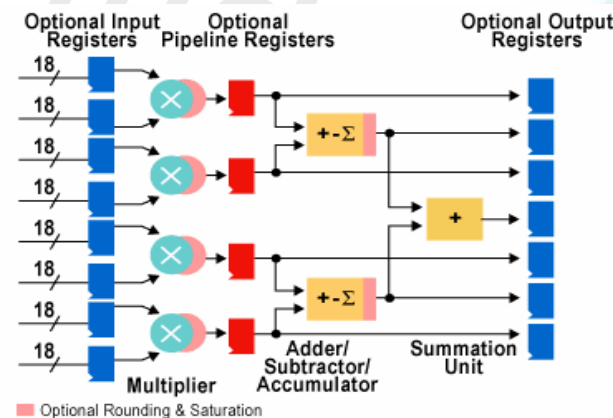 Optional Input
Registers
Optional
Pipeline Registers
Optional Output
Registers
18
18
18
18
18
18
18
18
+-Σ
+
+-Σ
Multiplier
Adder/
Subtractor/
Accumulator
Summation
Unit
Optional Rounding & Saturation